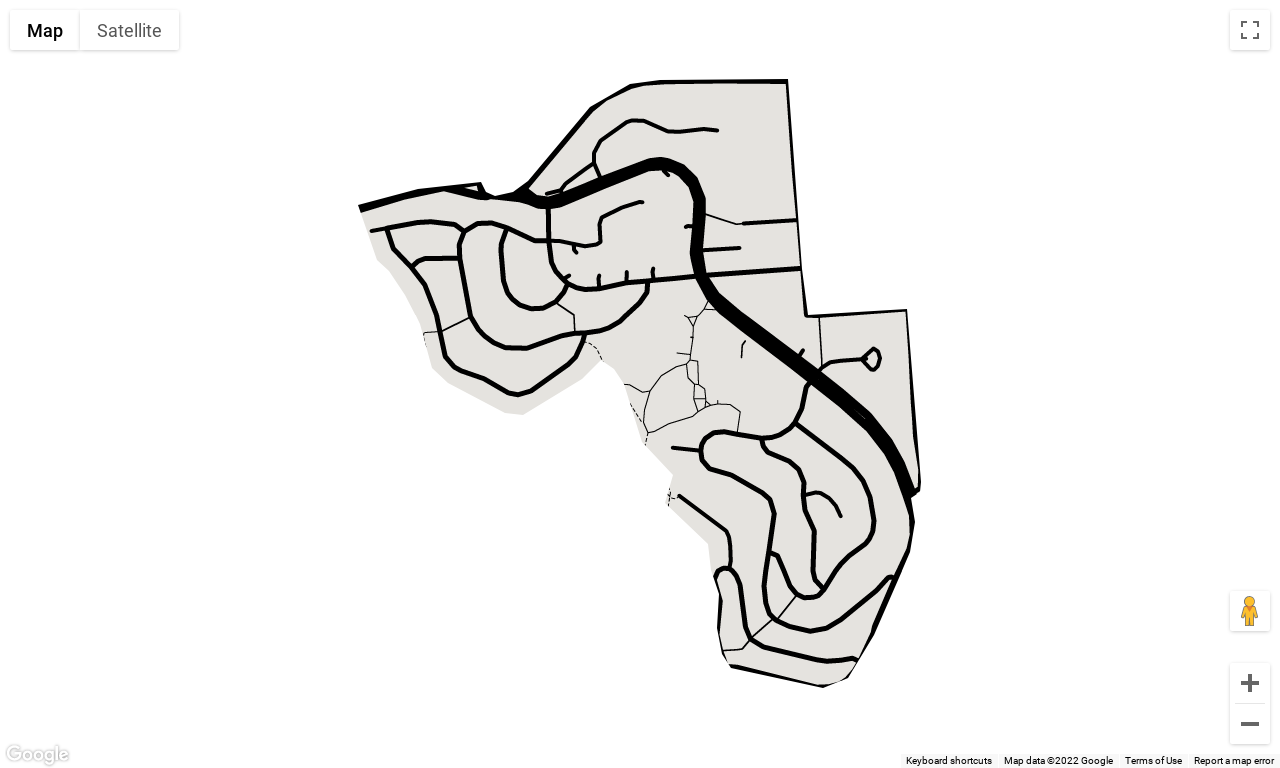 Map Satellite
Google
Keyboard shortcuts Map data ©2022 Google Terms of Use Report a map error